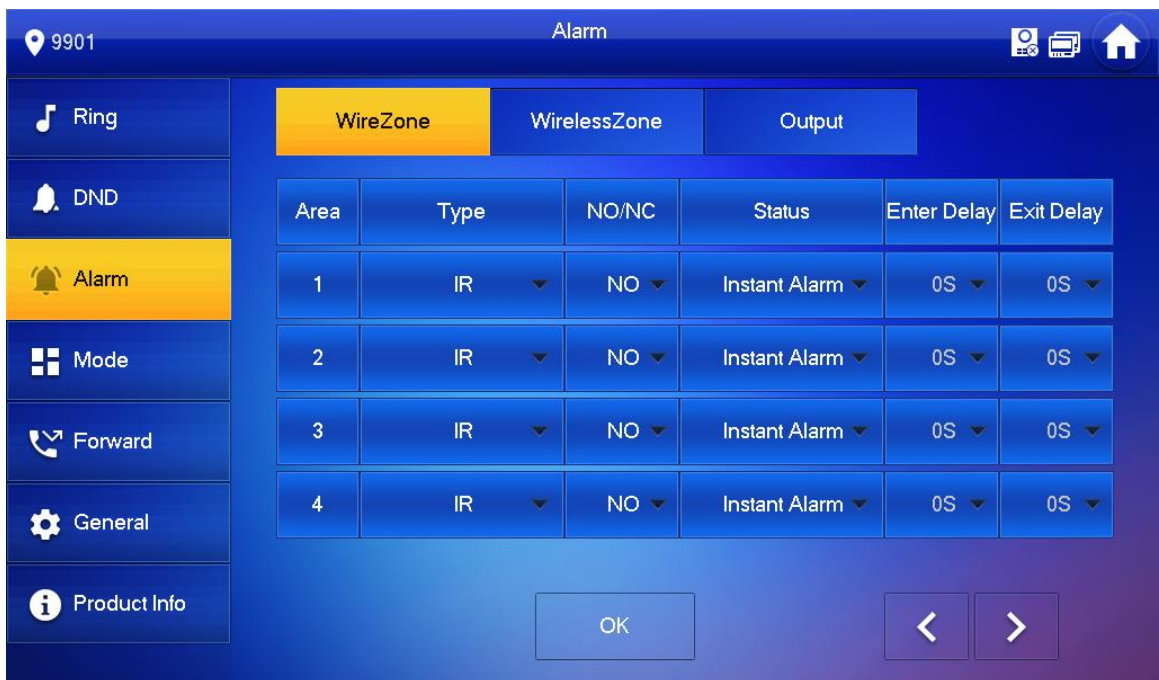 9901
Alarm
Ring
DND
Alarm
Mode
Forward
General
Product Info
WireZone WirelessZone Output
Area Type NO/NC Status Enter Delay Exit Delay
1 IR NO Instant Alarm 0S 0S
2 IR NO Instant Alarm 0S 0S
3 IR NO Instant Alarm 0S 0S
4 IR NO Instant Alarm 0S 0S
OK